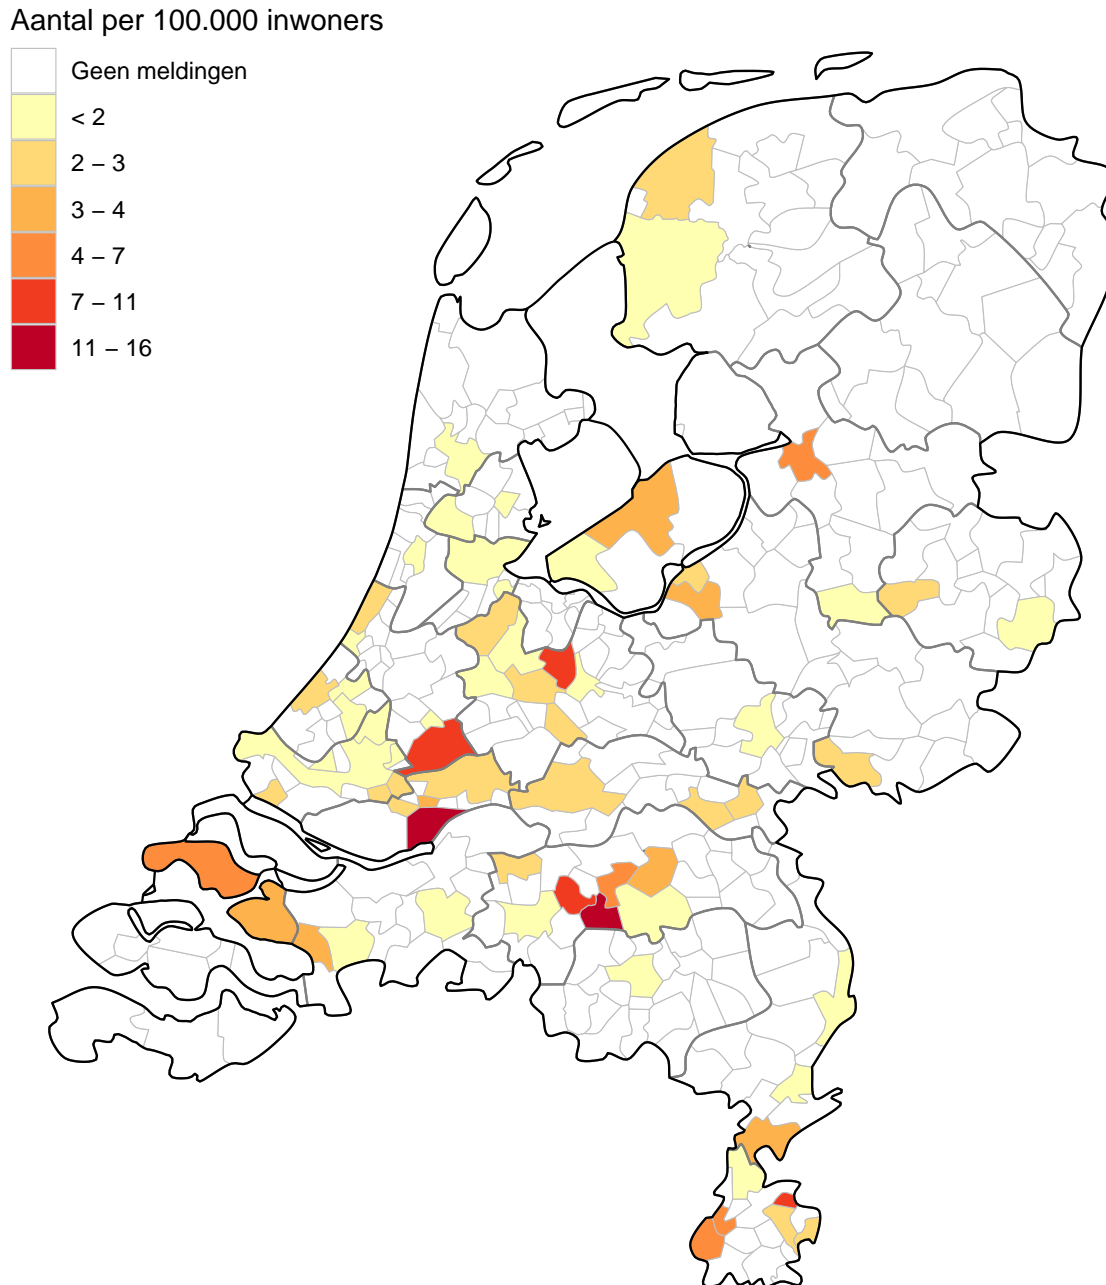 Aantal per 100.000 inwoners
Geen meldingen
< 2
2 – 3
3 – 4
4 – 7
7 – 11
11 – 16